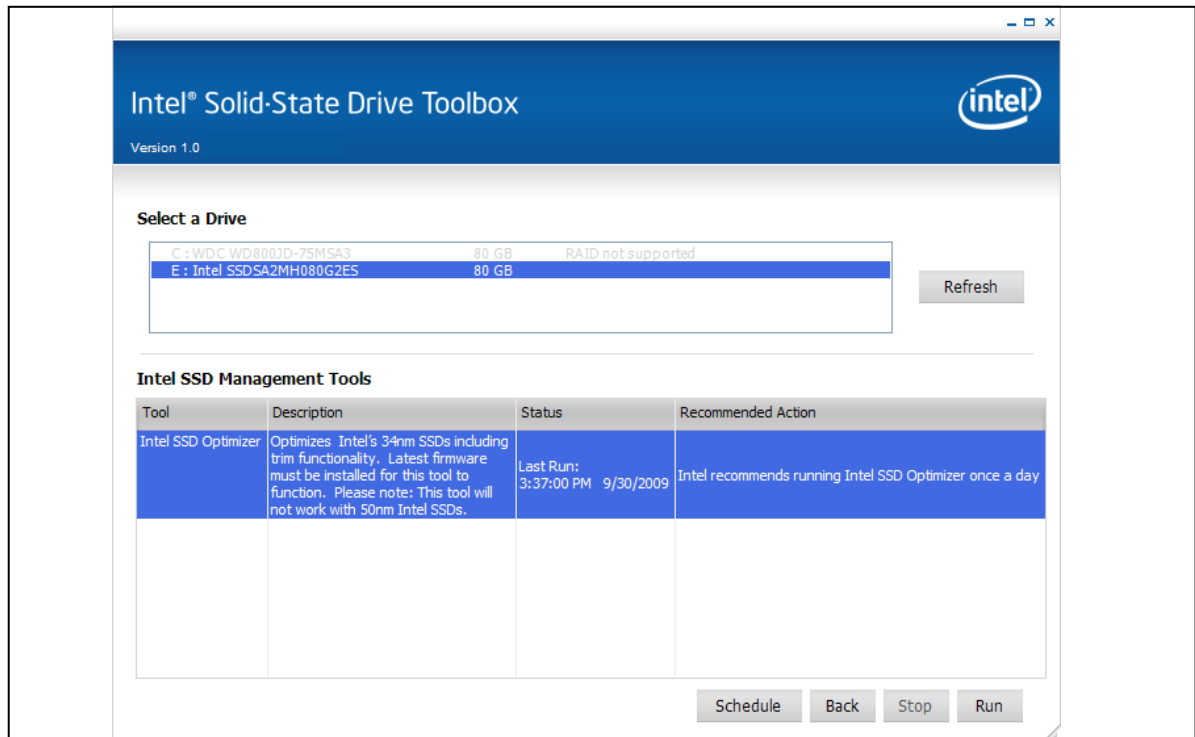 Intel® Solid-State Drive Toolbox
intel
Version 1.0
Select a Drive
C : WDC WD800JD-75MSA3 80 GB RAID not supported
E : Intel SSDSA2MH080G2ES 80 GB
Refresh
Intel SSD Management Tools
Tool Description Status Recommended Action
Intel SSD Optimizer
Optimizes Intel's 34nm SSDs including
trim functionality. Latest firmware
must be installed for this tool to
function. Please note: This tool will
not work with 50nm Intel SSDs.
Last Run:
3:37:00 PM 9/30/2009
Intel recommends running Intel SSD Optimizer once a day
Schedule Back Stop Run